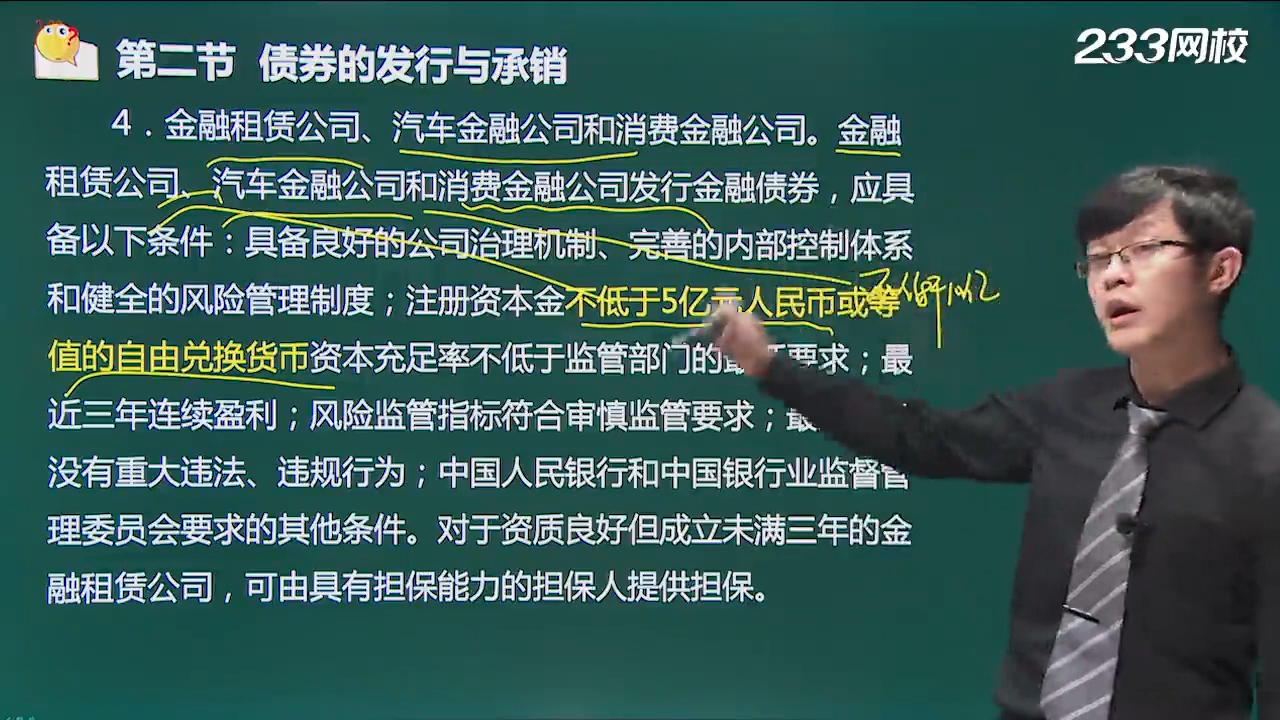 第二节 债券的发行与承销
233网校
4．金融租赁公司、汽车金融公司和消费金融公司。金融
租赁公司、汽车金融公司和消费金融公司发行金融债券，应具
备以下条件：具备良好的公司治理机制、完善的内部控制体系
和健全的风险管理制度；注册资本金不低于5亿元人民币或等
值的自由兑换货币资本充足率不低于监管部门的最低要求；最
近三年连续盈利；风险监管指标符合审慎监管要求；最
没有重大违法、违规行为；中国人民银行和中国银行业监督管
理委员会要求的其他条件。对于资质良好但成立未满三年的金
融租赁公司，可由具有担保能力的担保人提供担保。